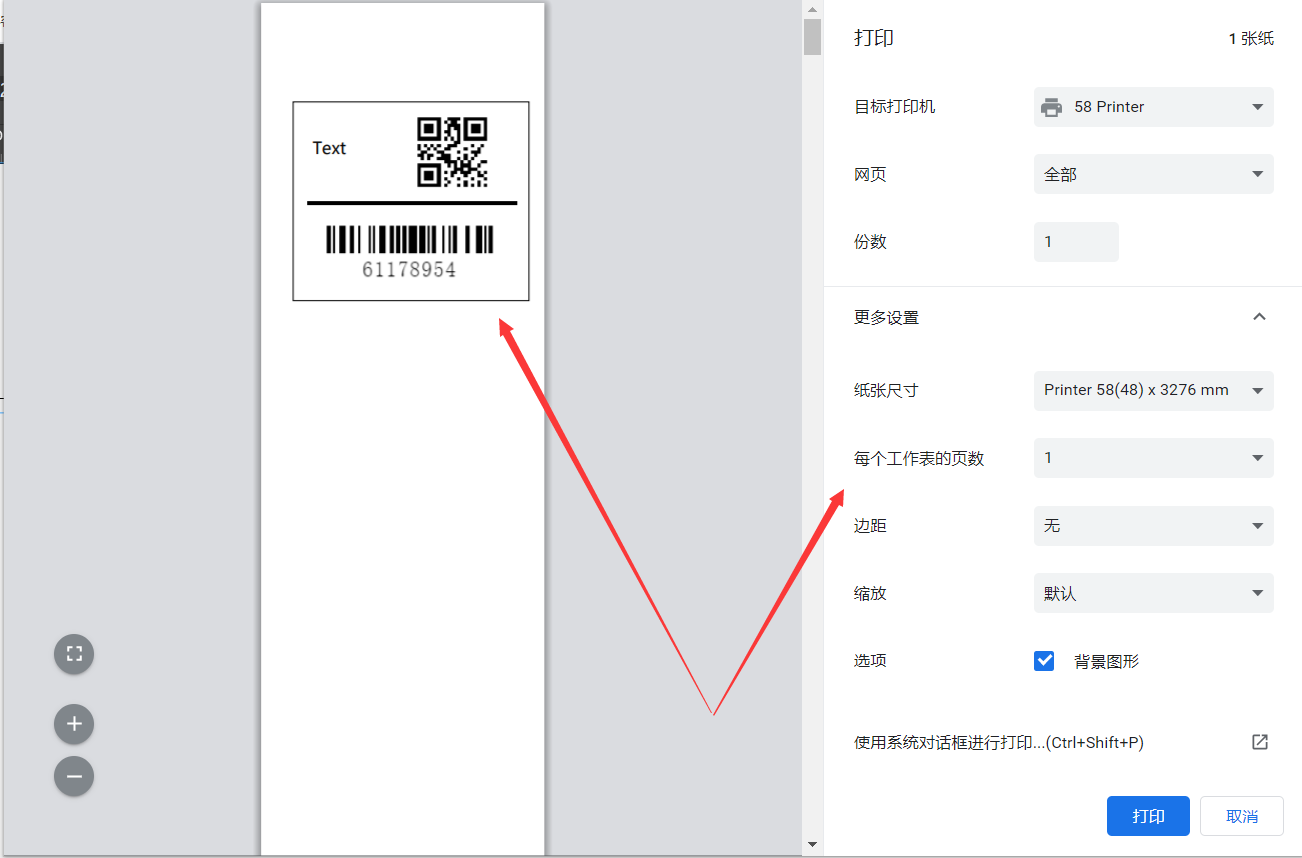 Text
61178954
打印
1 张纸
目标打印机
58 Printer
网页
全部
份数
1
更多设置
纸张尺寸
Printer 58(48) x 3276 mm
每个工作表的页数
1
边距
无
缩放
默认
选项
背景图形
使用系统对话框进行打印...(Ctrl+Shift+P)
打印
取消